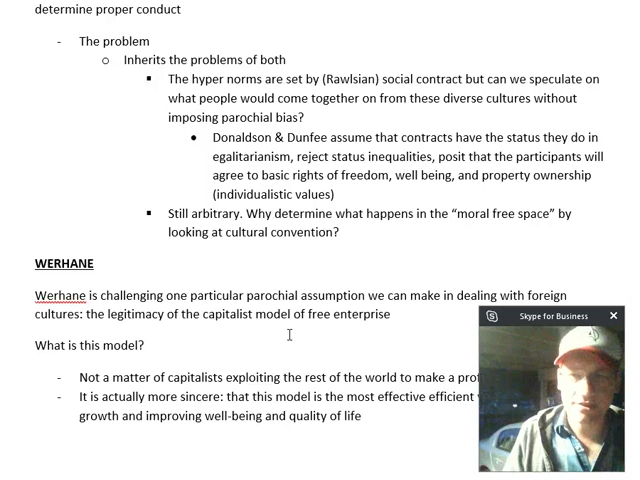 determine proper conduct
- The problem
o Inherits the problems of both
▪ The hyper norms are set by (Rawlsian) social contract but can we speculate on
what people would come together on from these diverse cultures without
imposing parochial bias?
• Donaldson & Dunfee assume that contracts have the status they do in
egalitarianism, reject status inequalities, posit that the participants will
agree to basic rights of freedom, well being, and property ownership
(individualistic values)
▪ Still arbitrary. Why determine what happens in the “moral free space” by
looking at cultural convention?
WERHANE
Werhane is challenging one particular parochial assumption we can make in dealing with foreign
cultures: the legitimacy of the capitalist model of free enterprise
Skype for Business
What is this model?
- Not a matter of capitalists exploiting the rest of the world to make a
- It is actually more sincere: that this model is the most effective efficient
growth and improving well-being and quality of life